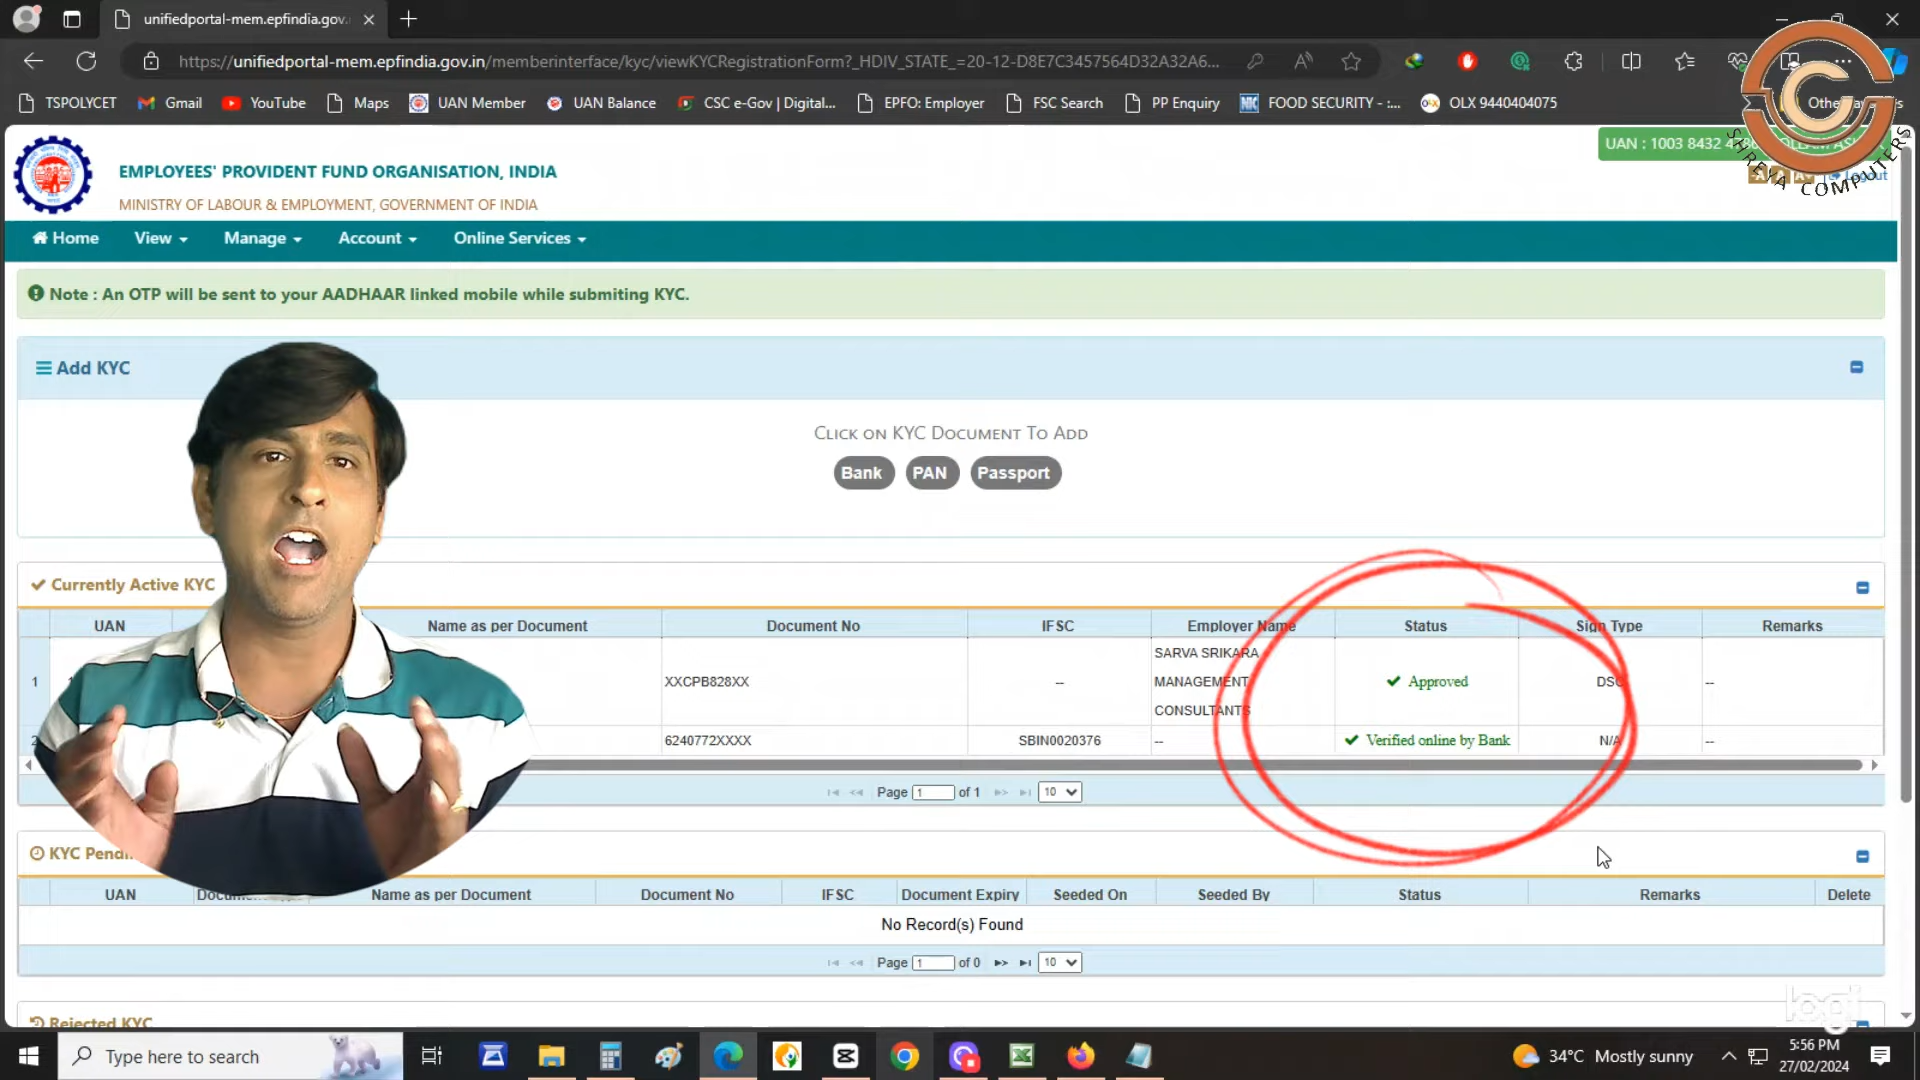 unifiedportal-mem.epfindia.gov.
https://unifiedportal-mem.epfindia.gov.in/memberinterface/kyc/viewKYCRegistrationForm?_HDIV_STATE_=20-12-D8E7C3457564D32A32A6...
TSPOLYCET Gmail YouTube Maps UAN Member UAN Balance CSC e-Gov | Digital... EPFO: Employer FSC Search PP Enquiry FOOD SECURITY - :... OLX 9440404075
SHREYA COMPUTERS
UAN : 1003 8432
EMPLOYEES' PROVIDENT FUND ORGANISATION, INDIA
MINISTRY OF LABOUR & EMPLOYMENT, GOVERNMENT OF INDIA
Logout
Home View Manage Account Online Services
Note : An OTP will be sent to your AADHAAR linked mobile while submiting KYC.
Add KYC
Click on KYC Document To Add
Bank PAN Passport
Currently Active KYC
UAN Name as per Document Document No IFSC Employer Name Status Sign Type Remarks
1 XXCPB828XX -- SARVA SRIKARA MANAGEMENT CONSULTANTS Approved DSC --
2 6240772XXXX SBIN0020376 -- Verified online by Bank N/A --
Page 1 of 1 10
KYC Pendi
UAN Name as per Document Document No IFSC Document Expiry Seeded On Seeded By Status Remarks Delete
No Record(s) Found
Page 1 of 0 10
Rejected KYC
logi
Type here to search
34°C Mostly sunny
5:56 PM
27/02/2024